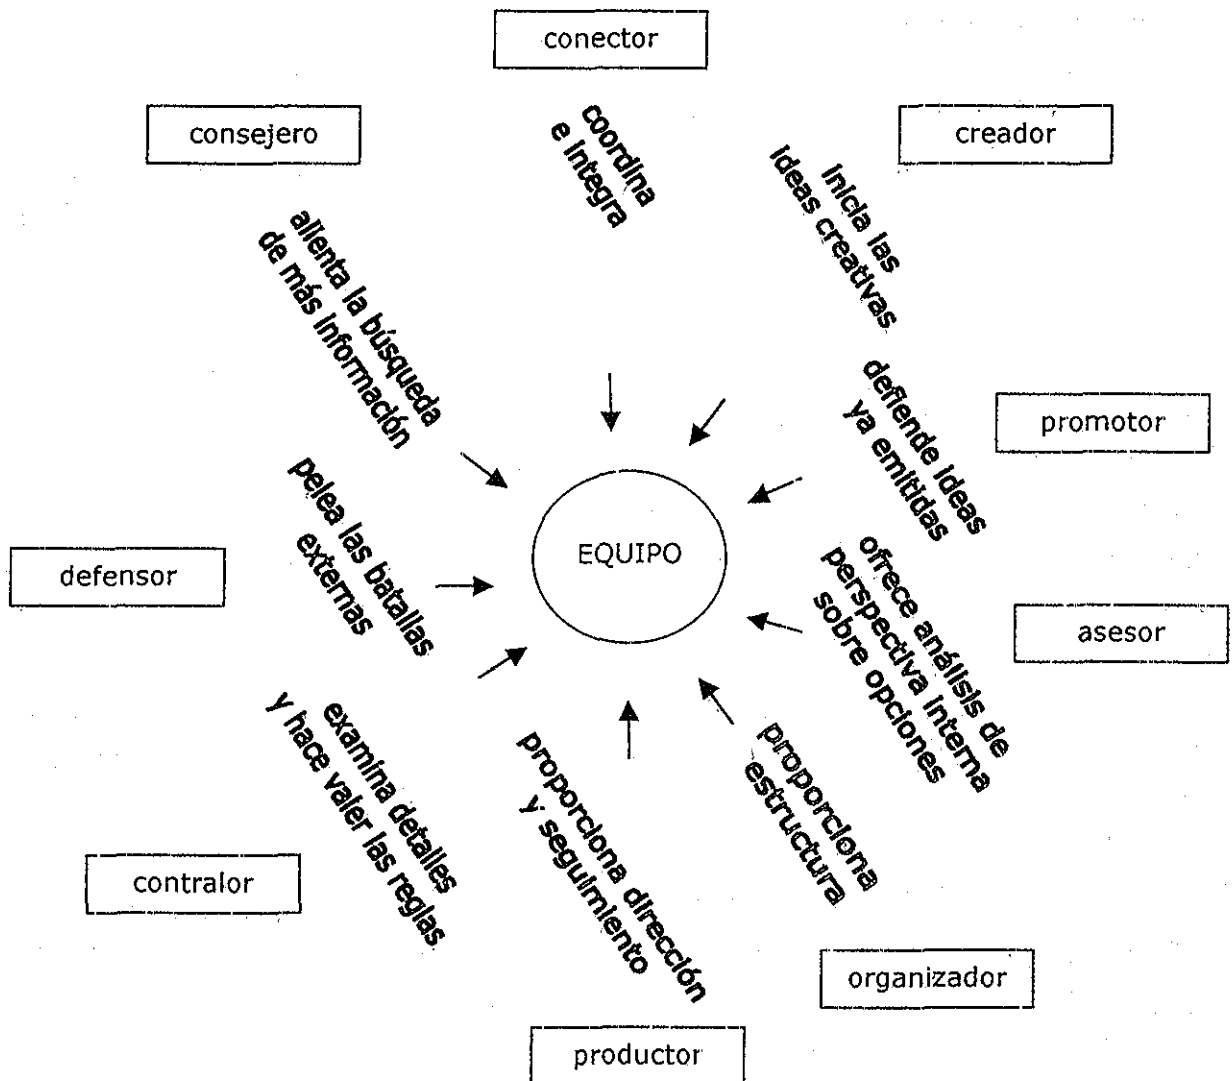 conector
consejero
creador
coordina
e integra
inicia las
ideas creativas
alienta la búsqueda
de más información
defiende ideas
ya emitidas
promotor
pelea las batallas
externas
EQUIPO
defensor
ofrece análisis de
perspectiva interna
sobre opciones
asesor
examina detalles
y hace valer las reglas
proporciona dirección
y seguimiento
proporciona
estructura
contralor
organizador
productor